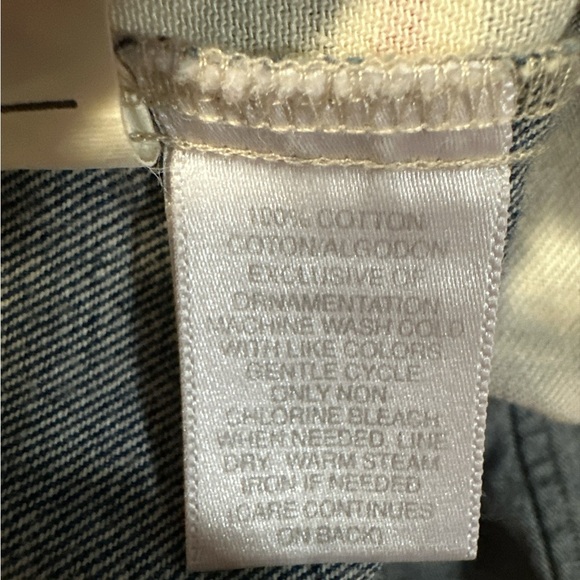 100% COTTON
COTON/ALGODON
EXCLUSIVE OF
ORNAMENTATION
MACHINE WASH COLD
WITH LIKE COLORS.
GENTLE CYCLE
ONLY NON
CHLORINE BLEACH
WHEN NEEDED. LINE
DRY. WARM STEAM
IRON IF NEEDED
(CARE CONTINUES
ON BACK)